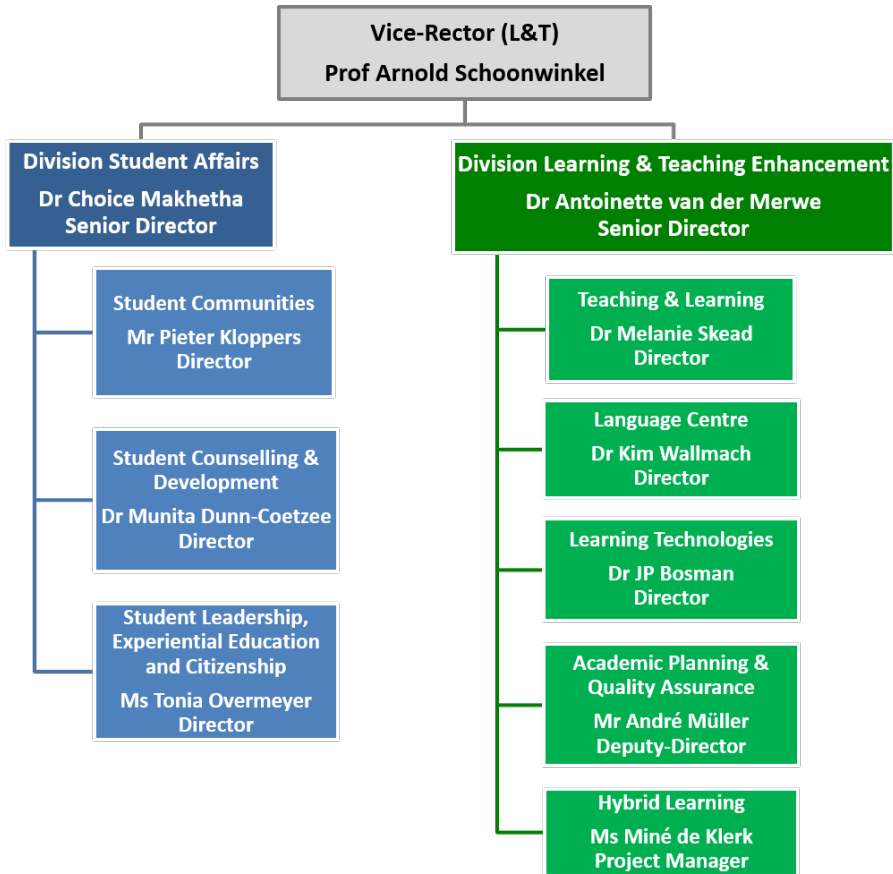 Vice-Rector (L&T)
Prof Arnold Schoonwinkel
Division Student Affairs
Dr Choice Makhetha
Senior Director
Student Communities
Mr Pieter Kloppers
Director
Student Counselling &
Development
Dr Munita Dunn-Coetzee
Director
Student Leadership,
Experiential Education
and Citizenship
Ms Tonia Overmeyer
Director
Division Learning & Teaching Enhancement
Dr Antoinette van der Merwe
Senior Director
Teaching & Learning
Dr Melanie Skead
Director
Language Centre
Dr Kim Wallmach
Director
Learning Technologies
Dr JP Bosman
Director
Academic Planning &
Quality Assurance
Mr André Müller
Deputy-Director
Hybrid Learning
Ms Miné de Klerk
Project Manager